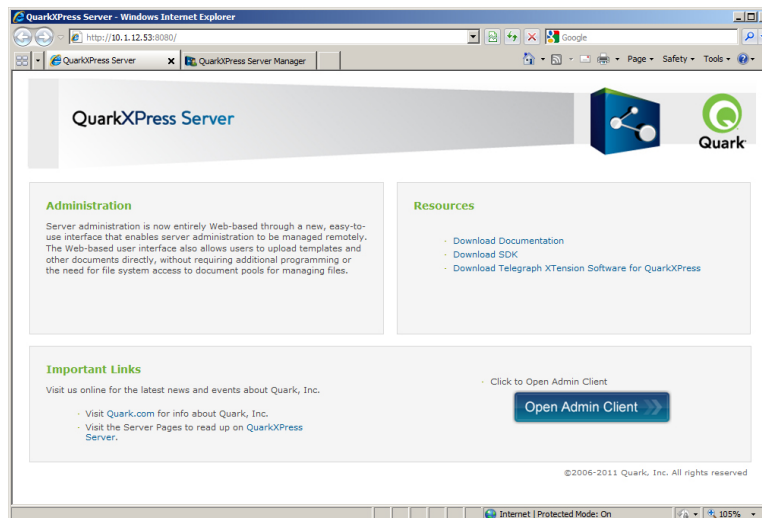 QuarkXPress Server - Windows Internet Explorer
http://10.1.12.53:8080/
Google
QuarkXPress Server
QuarkXPress Server Manager
Page
Safety
Tools
QuarkXPress Server
Quark
Administration
Server administration is now entirely Web-based through a new, easy-to-
use interface that enables server administration to be managed remotely.
The Web-based user interface also allows users to upload templates and
other documents directly, without requiring additional programming or
the need for file system access to document pools for managing files.
Resources
· Download Documentation
· Download SDK
· Download Telegraph XTension Software for QuarkXPress
Important Links
Visit us online for the latest news and events about Quark, Inc.
· Visit Quark.com for info about Quark, Inc.
· Visit the Server Pages to read up on QuarkXPress
Server.
· Click to Open Admin Client
Open Admin Client
©2006-2011 Quark, Inc. All rights reserved
Internet | Protected Mode: On
105%